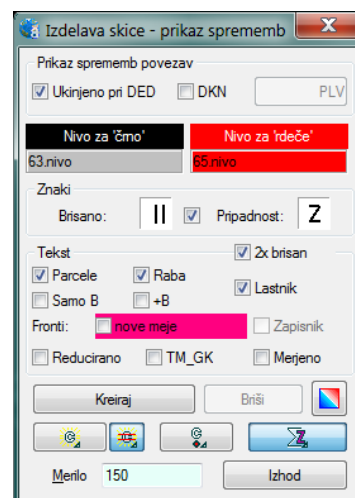 Izdelava skice - prikaz sprememb
Prikaz sprememb povezav
Ukinjeno pri DED DKN PLV
Nivo za 'črno' Nivo za 'rdeče'
63.nivo 65.nivo
Znaki
Brisano: II Pripadnost: Z
Tekst 2x brisan
Parcele Raba
Lastnik
Samo B +B
Fronti: nove meje Zapisnik
Reducirano TM_GK Merjeno
Kreiraj Briši
G G Z
Merilo 150 Izhod